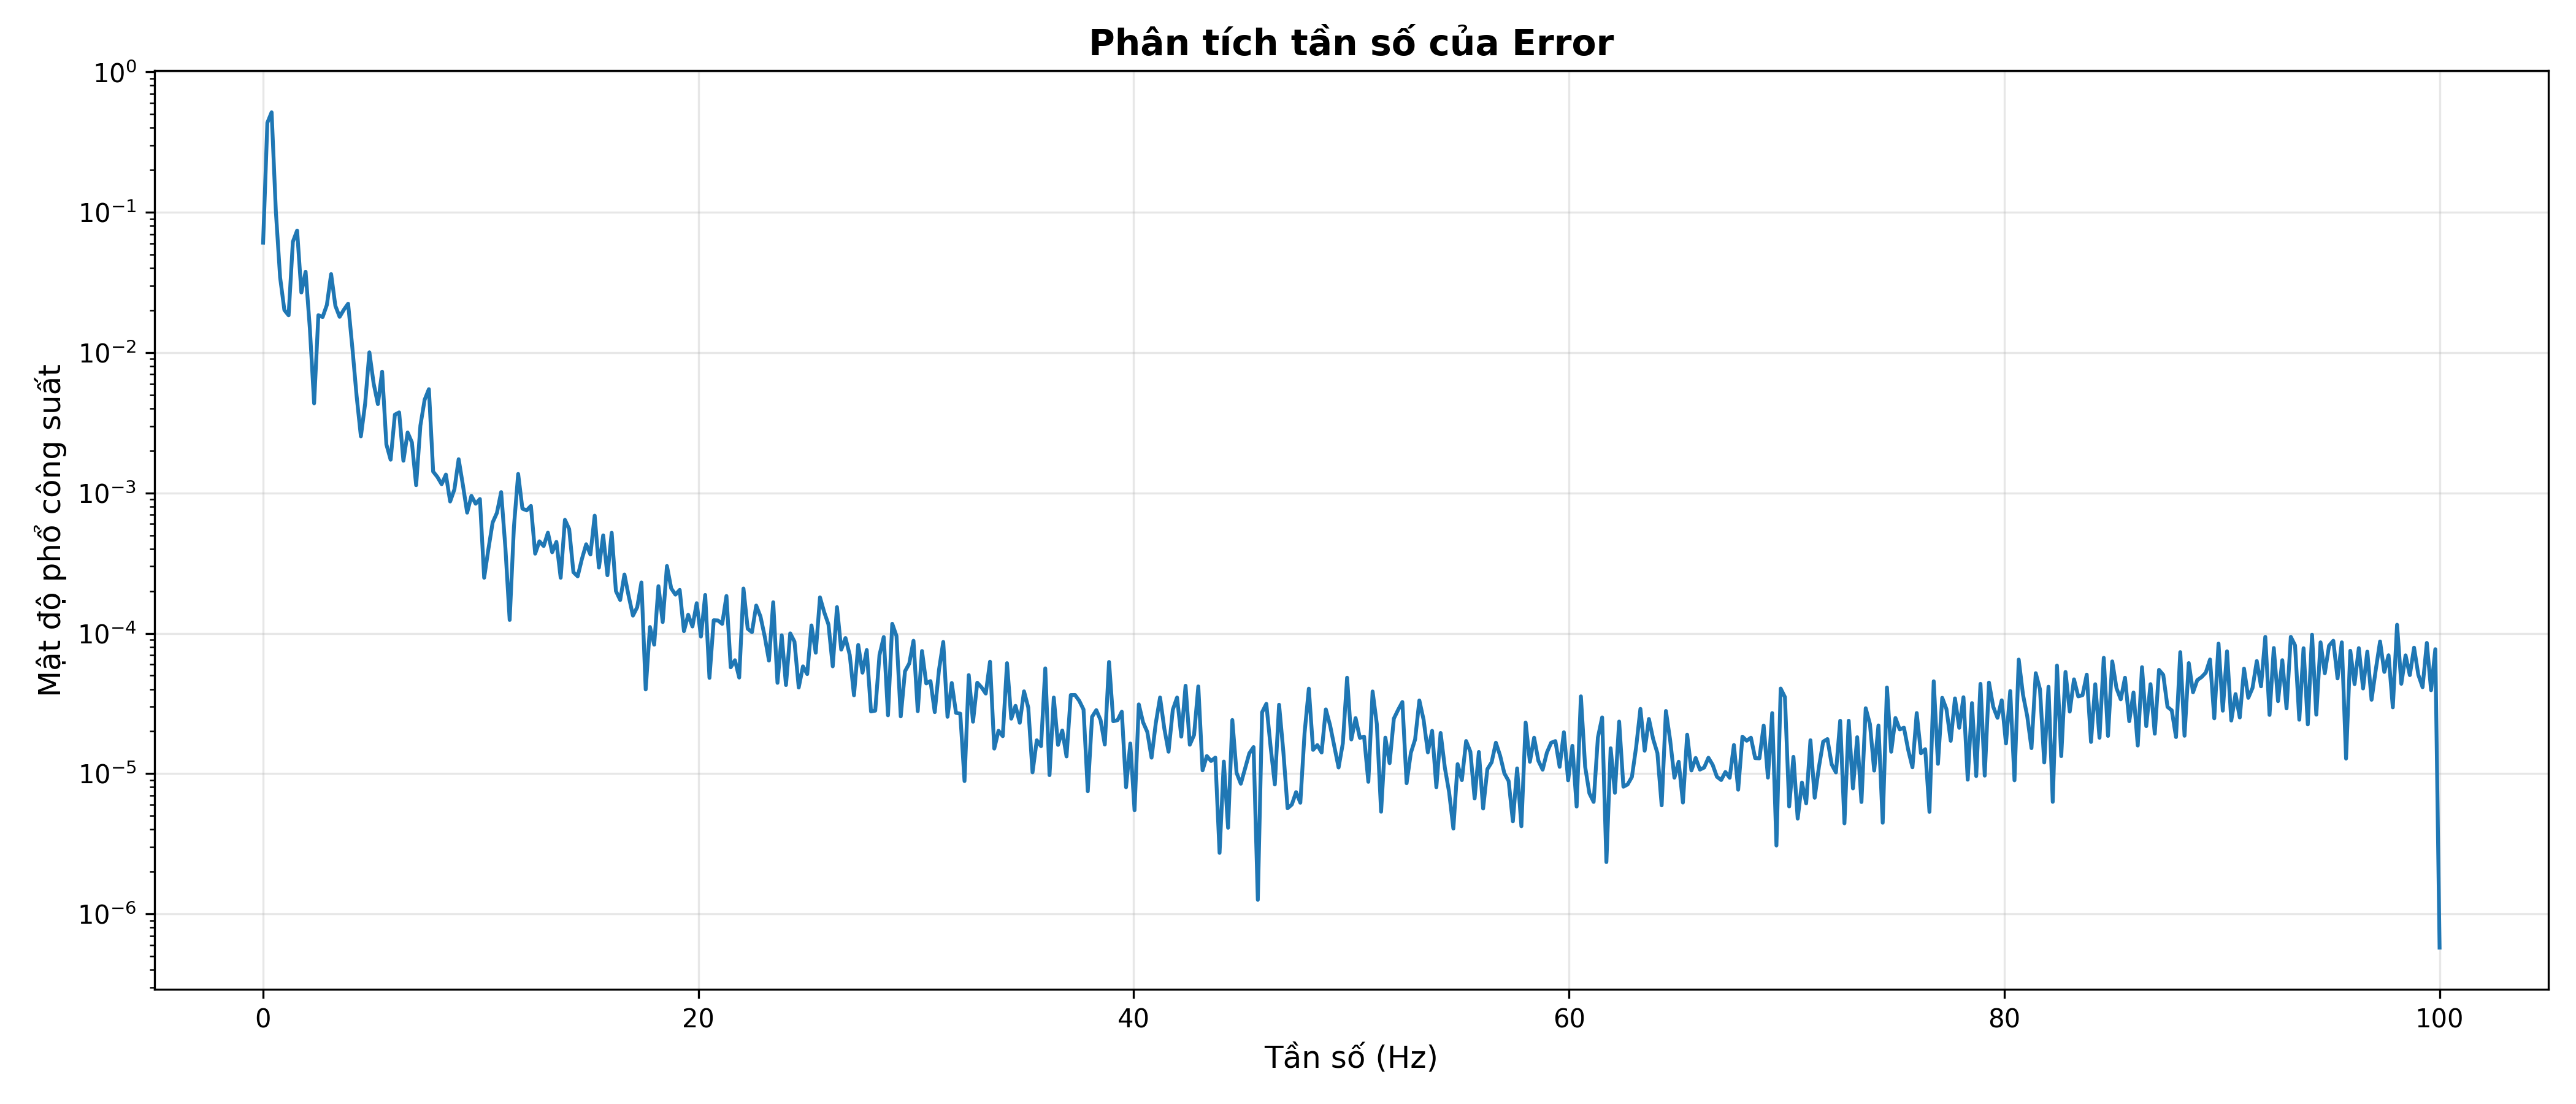 Phân tích tần số của Error
10⁰
10⁻¹
10⁻²
10⁻³
10⁻⁴
10⁻⁵
10⁻⁶
Mật độ phổ công suất
0 20 40 60 80 100
Tần số (Hz)